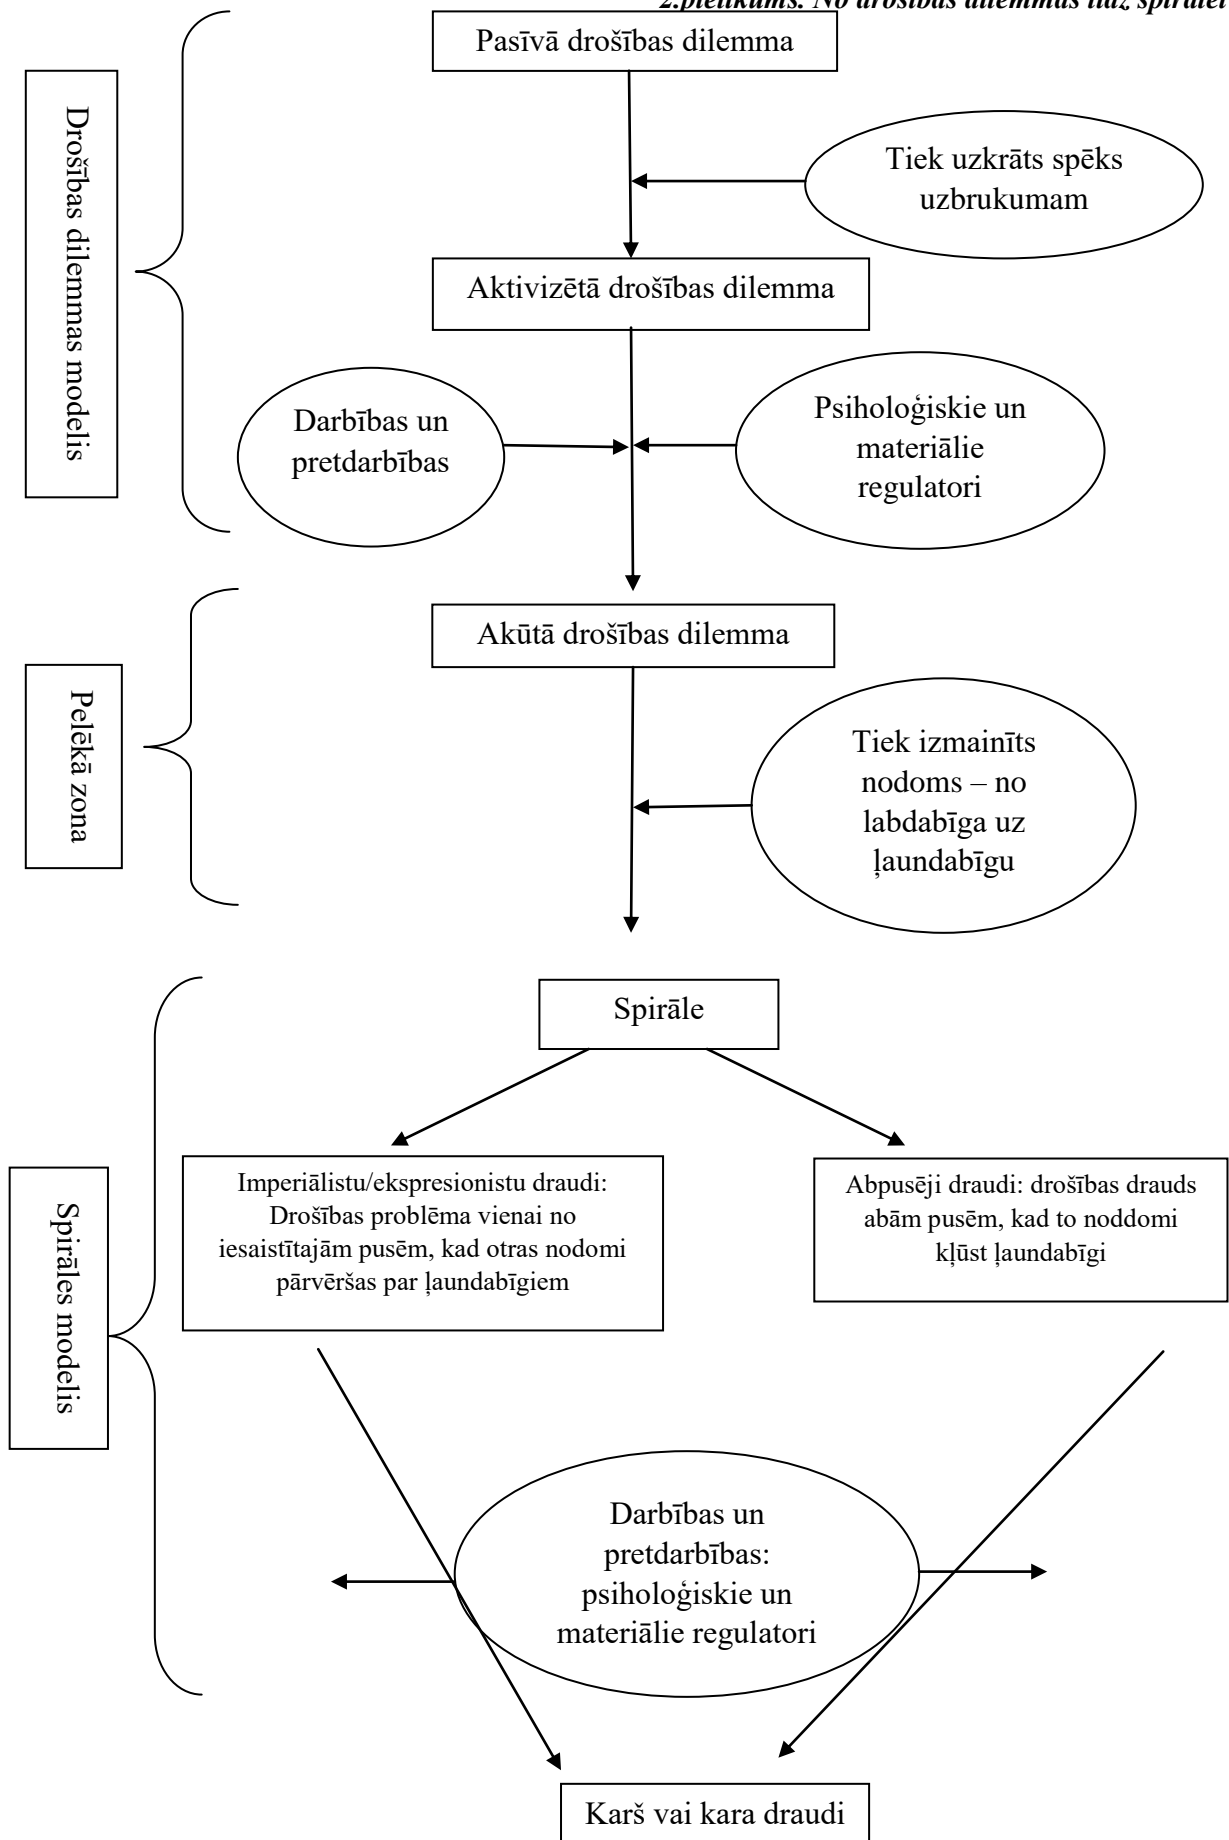 2.pielikums. No drošības dilemmas līdz spirālei
Pasīvā drošības dilemma
Drošības dilemmas modelis
Tiek uzkrāts spēks
uzbrukumam
Aktivizētā drošības dilemma
Darbības un
pretdarbības
Psiholoģiskie un
materiālie
regulatori
Akūtā drošības dilemma
Pelēkā zona
Tiek izmainīts
nodoms – no
labdabīga uz
ļaundabīgu
Spirāle
Spirāles modelis
Imperiālistu/ekspresionistu draudi:
Drošības problēma vienai no
iesaistītajām pusēm, kad otras nodomi
pārvēršas par ļaundabīgiem
Abpusēji draudi: drošības drauds
abām pusēm, kad to noddomi
kļūst ļaundabīgi
Darbības un
pretdarbības:
psiholoģiskie un
materiālie regulatori
Karš vai kara draudi